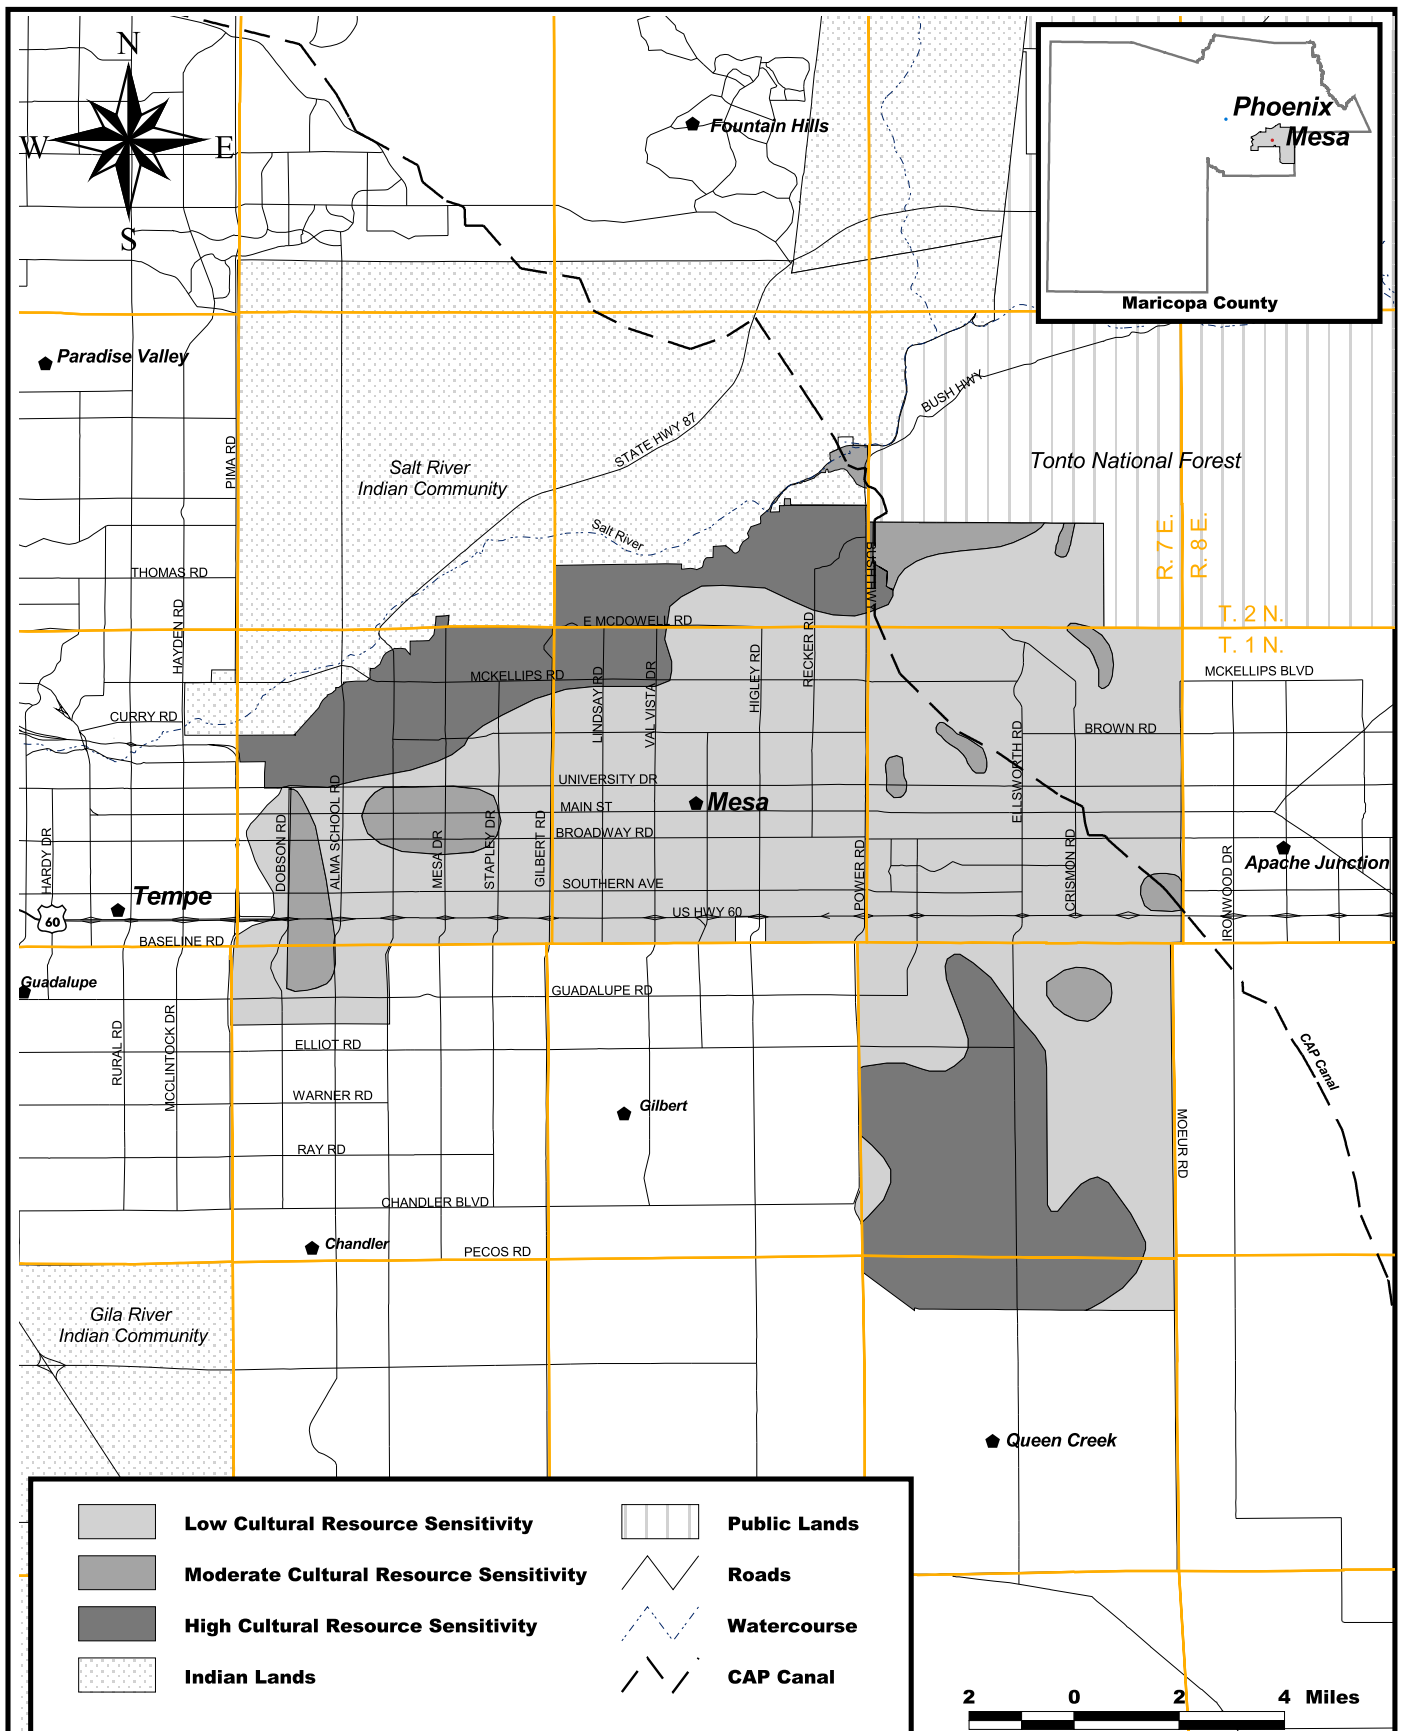 N
W
E
S
Fountain Hills
Phoenix
Mesa
Maricopa County
Paradise Valley
PIMA RD
Salt River
Indian Community
STATE HWY 87
BUSH HWY
Tonto National Forest
Salt River
R. 7 E.
R. 8 E.
T. 2 N.
T. 1 N.
THOMAS RD
HAYDEN RD
BUSH HWY
E MCDOWELL RD
MCKELLIPS RD
LINDSAY RD
VAL VISTA DR
HIGLEY RD
RECKER RD
MCKELLIPS BLVD
CURRY RD
BROWN RD
ELLSWORTH RD
UNIVERSITY DR
MAIN ST
Mesa
BROADWAY RD
HARDY DR
DOBSON RD
ALMA SCHOOL RD
MESA DR
STAPLEY DR
GILBERT RD
POWER RD
CRISMON RD
IRONWOOD DR
Apache Junction
SOUTHERN AVE
Tempe
60
US HWY 60
BASELINE RD
Guadalupe
GUADALUPE RD
RURAL RD
MCCLINTOCK DR
ELLIOT RD
CAP Canal
WARNER RD
Gilbert
MOEUR RD
RAY RD
CHANDLER BLVD
Chandler
PECOS RD
Gila River
Indian Community
Queen Creek
Low Cultural Resource Sensitivity
Moderate Cultural Resource Sensitivity
High Cultural Resource Sensitivity
Indian Lands
Public Lands
Roads
Watercourse
CAP Canal
2 0 2 4 Miles